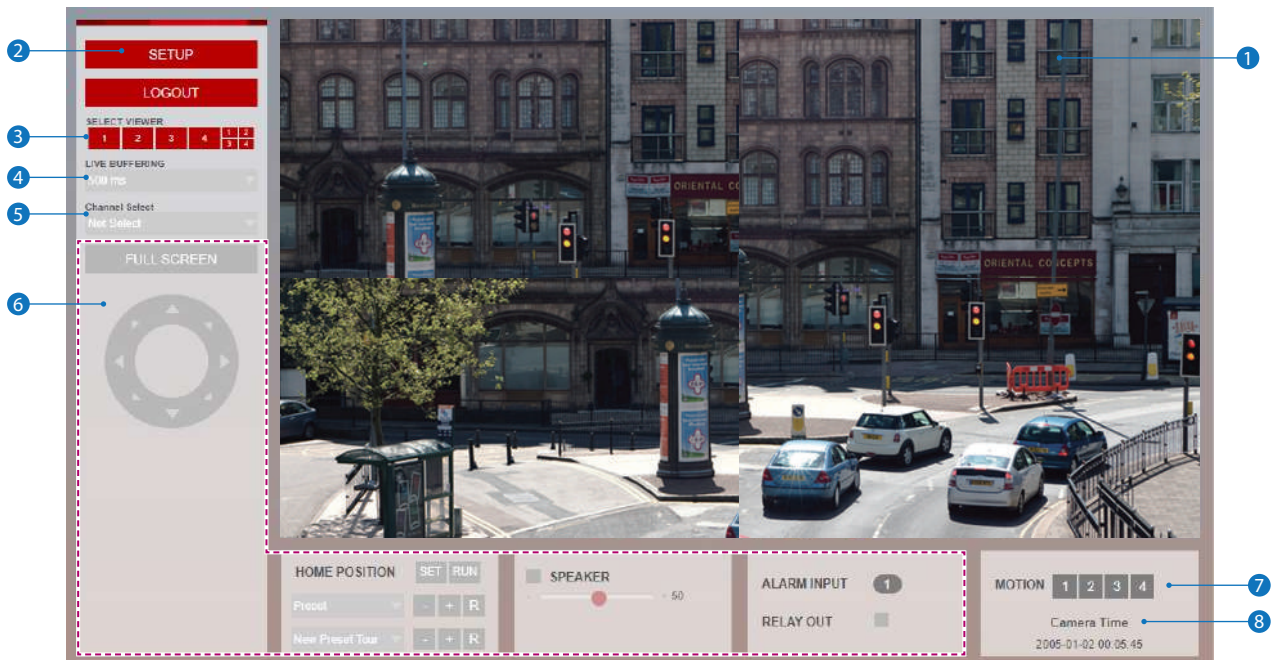 2
SETUP
1
LOGOUT
SELECT VIEWER
3
1 2 3 4 1 2
3 4
LIVE BUFFERING
4
500 ms
Channel Select
5
Not Select
FULL SCREEN
6
ORIENTAL CO
ORIENTAL CONCEPTS
HOME POSITION SET RUN
Preset - + R
New Preset Tour - + R
SPEAKER
- + 50
ALARM INPUT 1
RELAY OUT
MOTION 1 2 3 4
7
Camera Time
8
2005-01-02 00:05:45